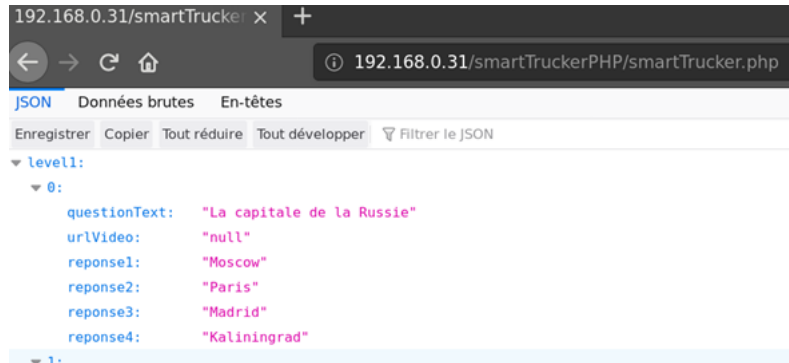 192.168.0.31/smartTrucker × +
192.168.0.31/smartTruckerPHP/smartTrucker.php
JSON Données brutes En-têtes
Enregistrer Copier Tout réduire Tout développer Filtrer le JSON
level1:
0:
questionText: "La capitale de la Russie"
urlVideo: "null"
reponse1: "Moscow"
reponse2: "Paris"
reponse3: "Madrid"
reponse4: "Kaliningrad"
1: